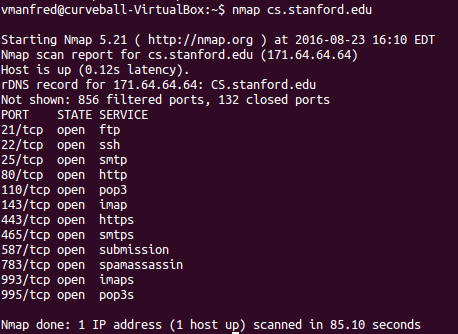 vmanfred@curveball-VirtualBox:~$ nmap cs.stanford.edu
Starting Nmap 5.21 ( http://nmap.org ) at 2016-08-23 16:10 EDT
Nmap scan report for cs.stanford.edu (171.64.64.64)
Host is up (0.12s latency).
rDNS record for 171.64.64.64: CS.stanford.edu
Not shown: 856 filtered ports, 132 closed ports
PORT    STATE SERVICE
21/tcp  open  ftp
22/tcp  open  ssh
25/tcp  open  smtp
80/tcp  open  http
110/tcp open  pop3
143/tcp open  imap
443/tcp open  https
465/tcp open  smtps
587/tcp open  submission
783/tcp open  spamassassin
993/tcp open  imaps
995/tcp open  pop3s
Nmap done: 1 IP address (1 host up) scanned in 85.10 seconds